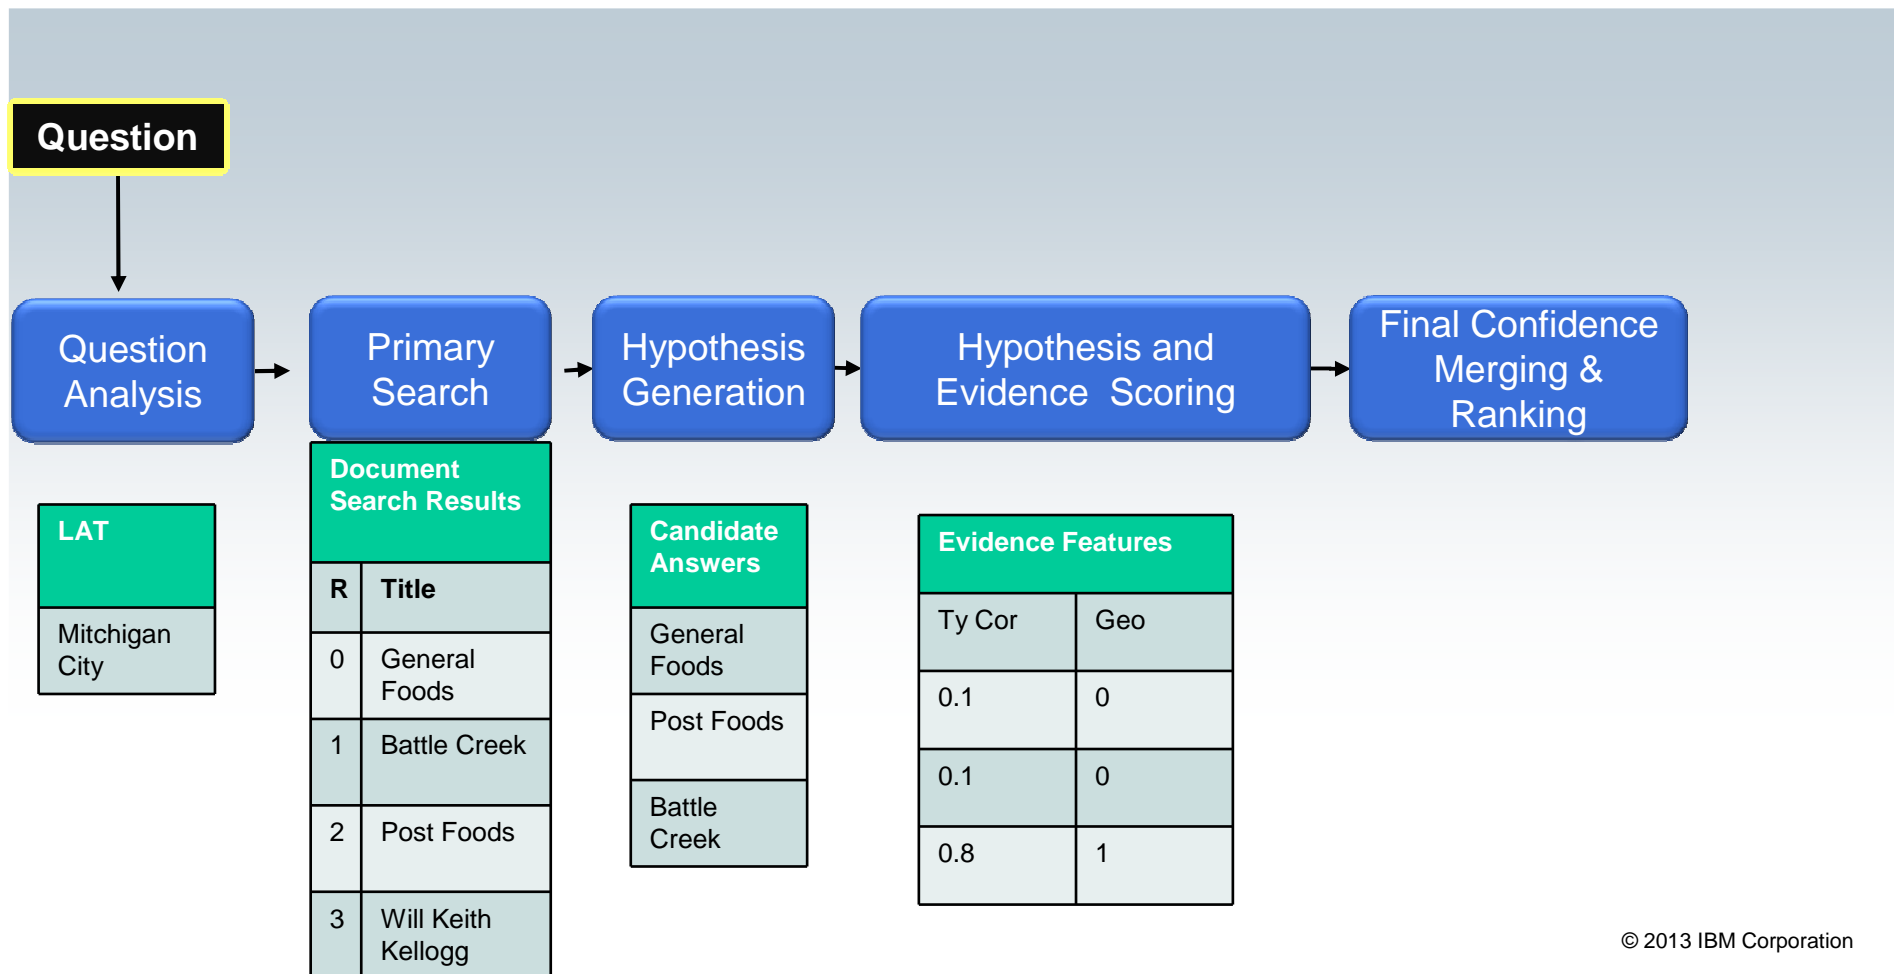 Question
Question
Analysis
Primary
Search
Hypothesis
Generation
Hypothesis and
Evidence Scoring
Final Confidence
Merging &
Ranking
LAT
Mitchigan
City
Document
Search Results
R Title
0 General
Foods
1 Battle Creek
2 Post Foods
3 Will Keith
Kellogg
Candidate
Answers
General
Foods
Post Foods
Battle
Creek
Evidence Features
Ty Cor Geo
0.1 0
0.1 0
0.8 1
© 2013 IBM Corporation